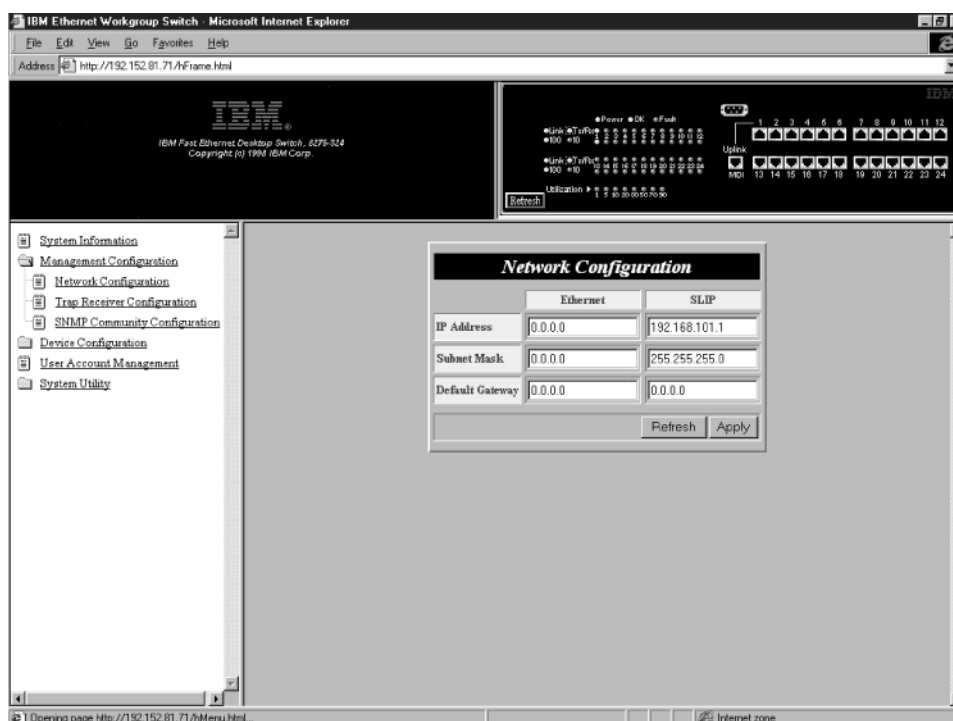 IBM Ethernet Workgroup Switch - Microsoft Internet Explorer
File Edit View Go Favorites Help
Address http://192.152.81.71/hFrame.html
IBM
IBM Fast Ethernet Desktop Switch, 8275-324
Copyright (c) 1998 IBM Corp.
IBM
Power OK Fault
Link Tx/Rx
100 10
Link Tx/Rx
100 10
Utilization
Refresh
1 2 3 4 5 6 7 8 9 10 11 12
Uplink
MDI 13 14 15 16 17 18 19 20 21 22 23 24
System Information
Management Configuration
Network Configuration
Trap Receiver Configuration
SNMP Community Configuration
Device Configuration
User Account Management
System Utility
Network Configuration
Ethernet SLIP
IP Address 0.0.0.0 192.168.101.1
Subnet Mask 0.0.0.0 255.255.255.0
Default Gateway 0.0.0.0 0.0.0.0
Refresh Apply
Opening page http://192.152.81.71/hMenu.html... Internet zone